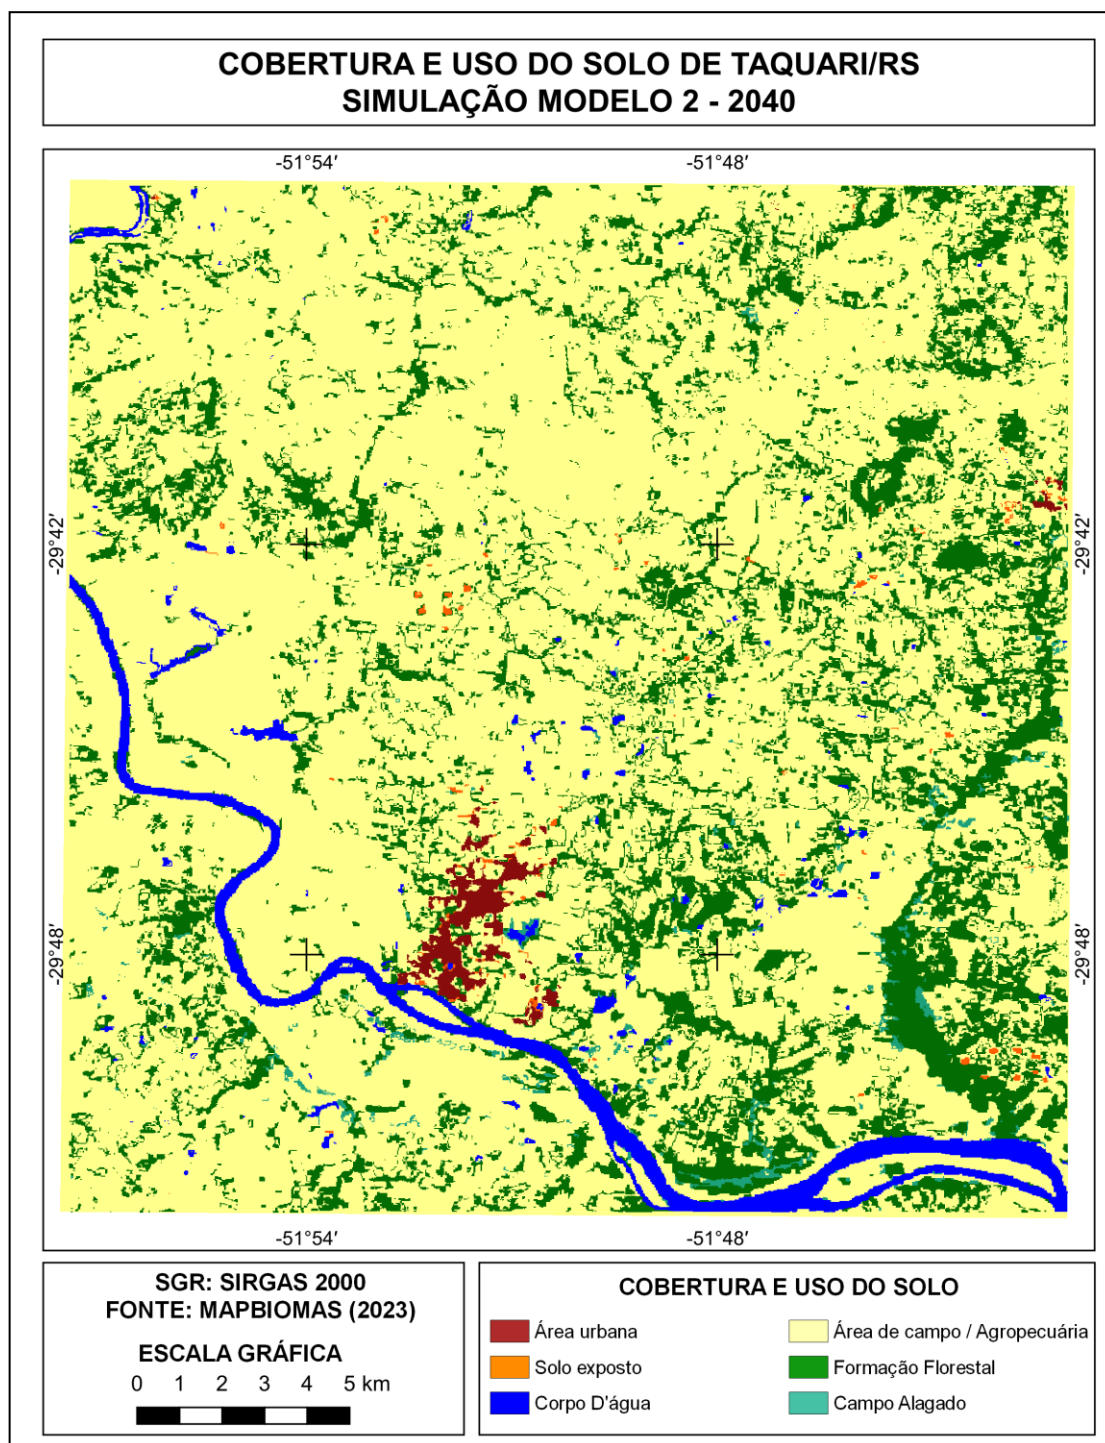 COBERTURA E USO DO SOLO DE TAQUARI/RS
SIMULAÇÃO MODELO 2 - 2040
-51°54′
-51°48′
-29°42′
-29°42′
-29°48′
-29°48′
-51°54′
-51°48′
SGR: SIRGAS 2000
FONTE: MAPBIOMAS (2023)
ESCALA GRÁFICA
0 1 2 3 4 5 km
COBERTURA E USO DO SOLO
Área urbana
Solo exposto
Corpo D'água
Área de campo / Agropecuária
Formação Florestal
Campo Alagado